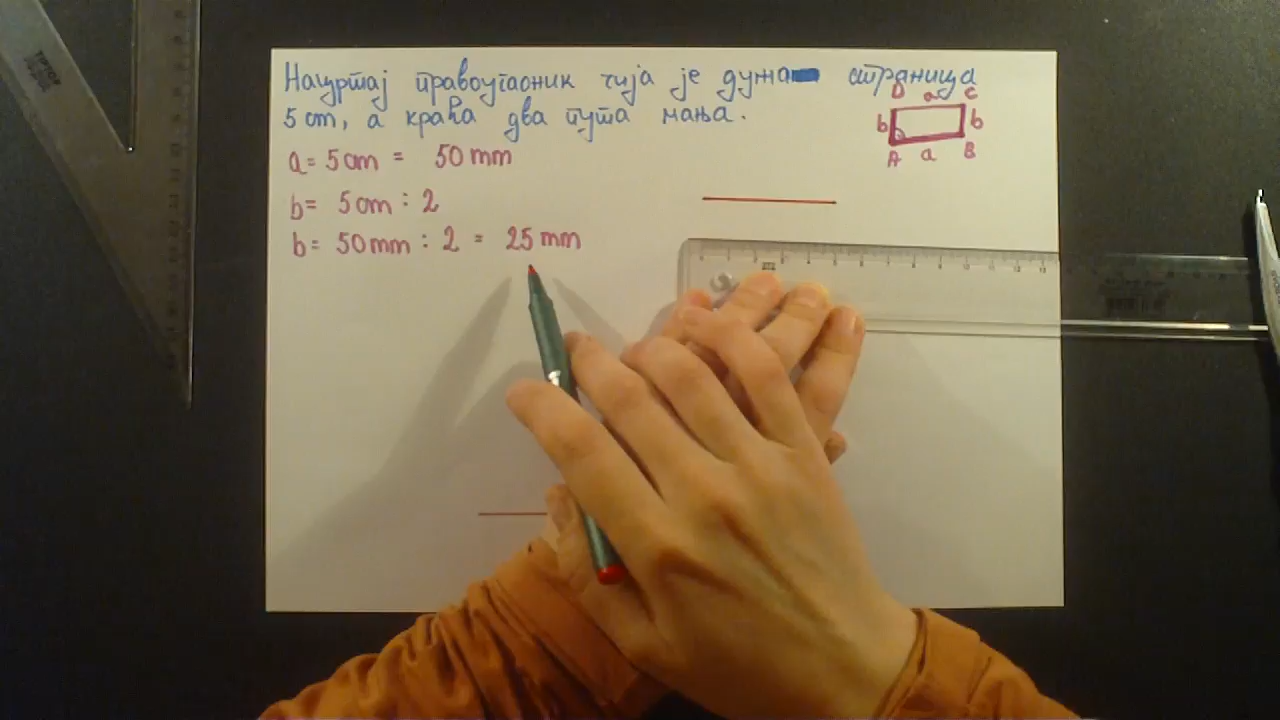 Нацртај правоугаоник чија је дужа страница
5 cm, а краћа два пута мања.
D a C
b b
A a B
a = 5 cm = 50 mm
b = 5 cm : 2
b = 50 mm : 2 = 25 mm